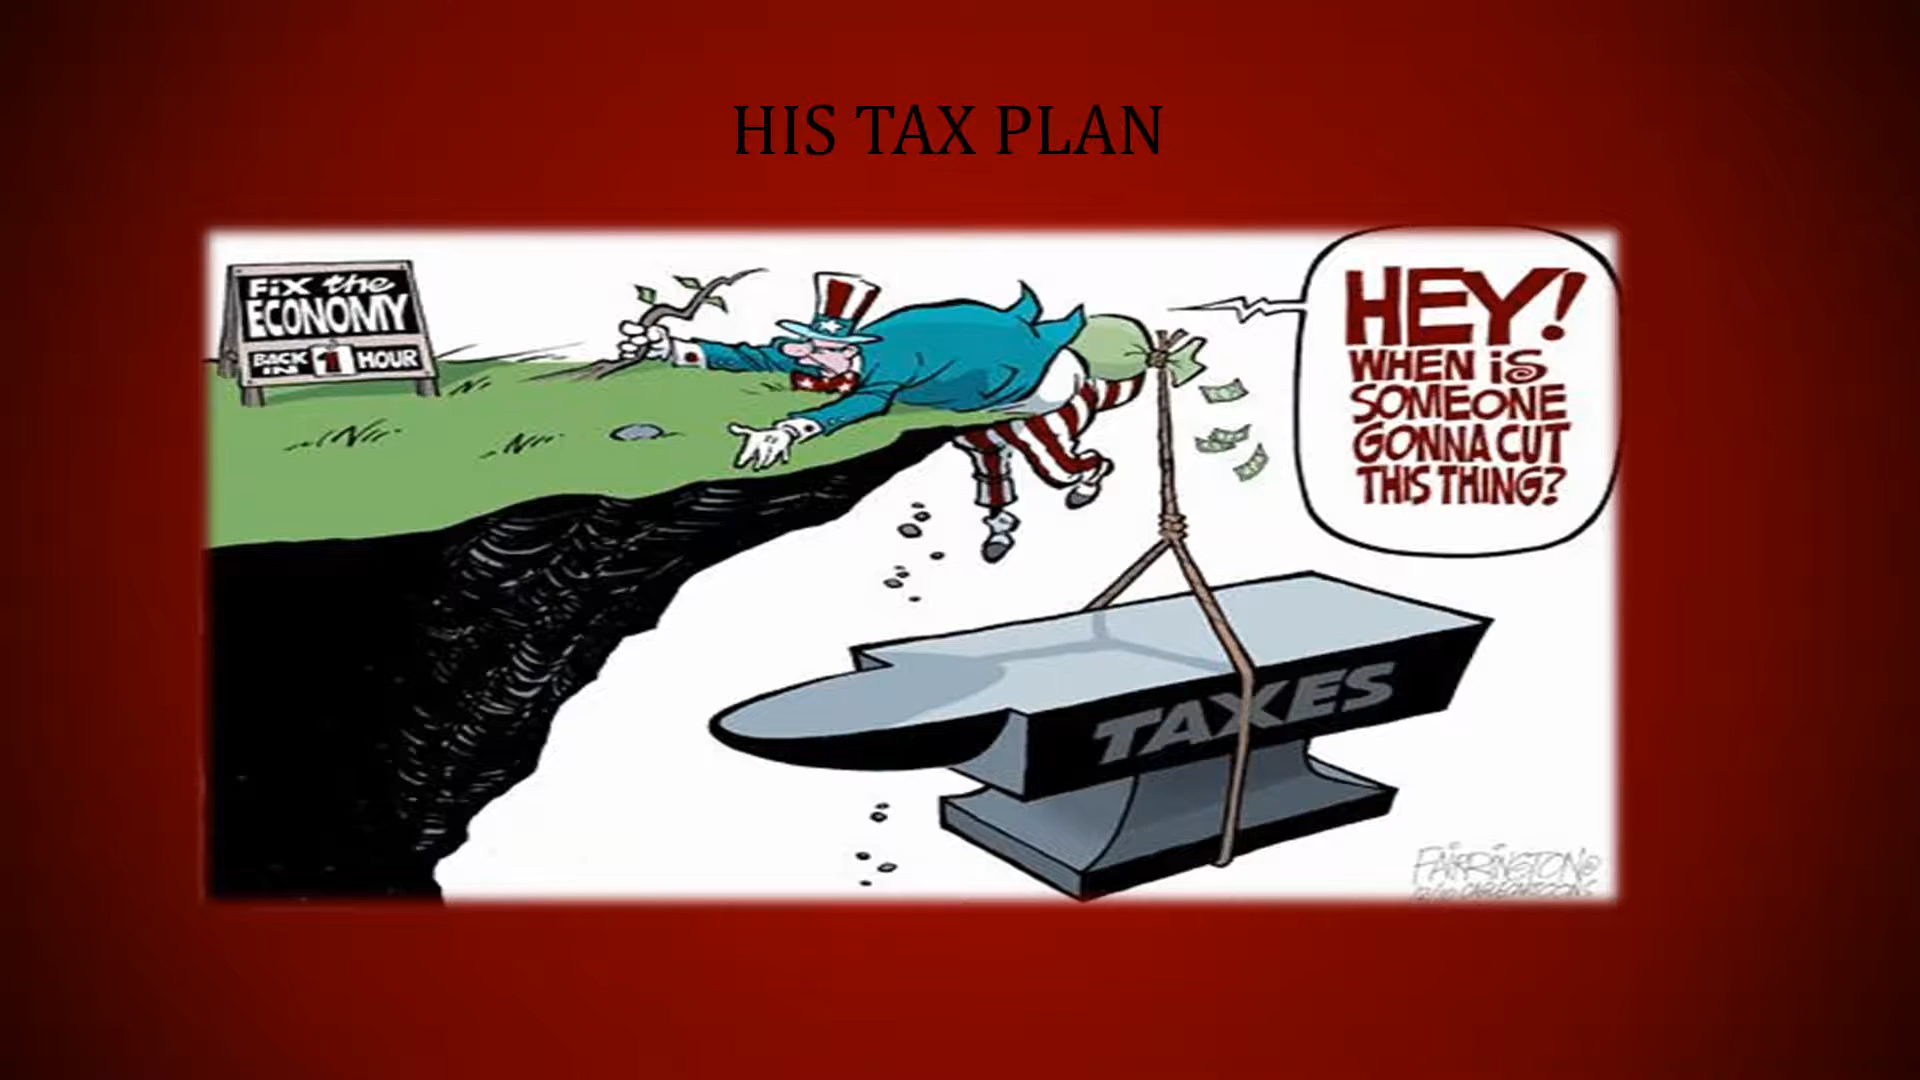 HIS TAX PLAN
FiX the
ECONOMY
BACK IN 1 HOUR
HEY!
WHEN iS
SOMEONE
GONNA CUT
THIS THING?
TAXES
FAiRRiNGTON©